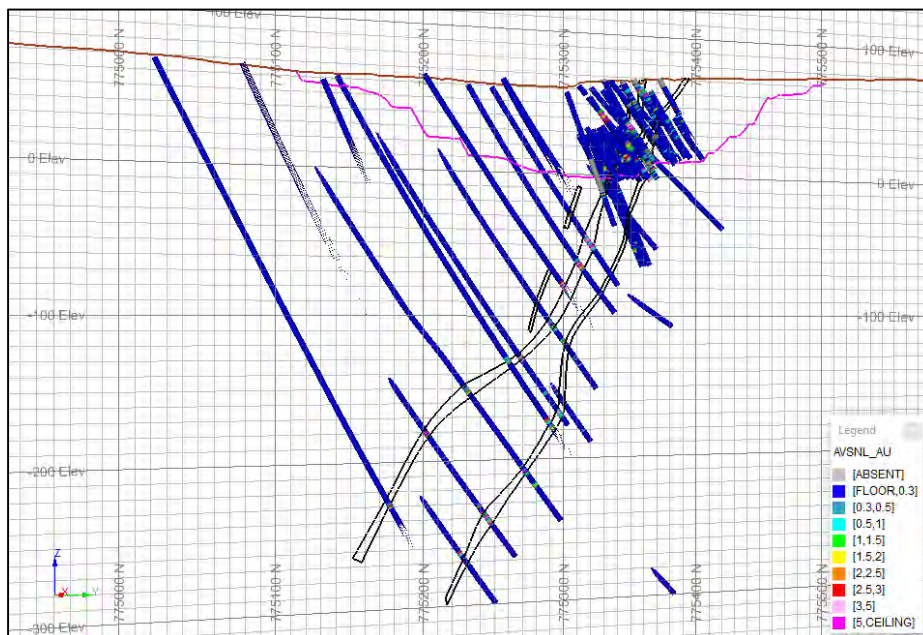 100 Elev
100 Elev
775000 N
775100 N
775200 N
775300 N
775400 N
775500 N
0 Elev
0 Elev
-100 Elev
-100 Elev
-200 Elev
-200 Elev
-300 Elev
775000 N
775100 N
775200 N
775300 N
775400 N
775500 N
Z
X
Y
Legend
AVSNL_AU
[ABSENT]
[FLOOR,0.3]
[0.3,0.5]
[0.5,1]
[1,1.5]
[1.5,2]
[2,2.5]
[2.5,3]
[3.5]
[5,CEILING]